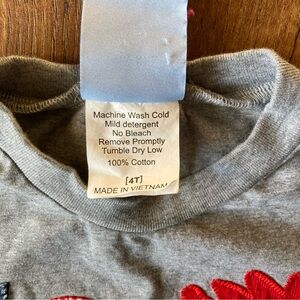 Machine Wash Cold
Mild detergent
No Bleach
Remove Promptly
Tumble Dry Low
100% Cotton
[4T]
MADE IN VIETNAM